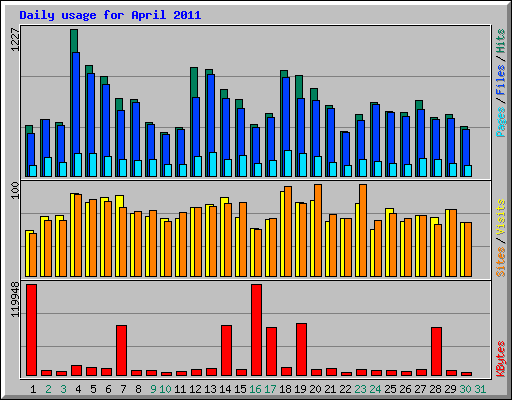 Daily usage for April 2011
1227
Pages / Files / Hits
100
Sites / Visits
119948
KBytes
1 2 3 4 5 6 7 8 9 10 11 12 13 14 15 16 17 18 19 20 21 22 23 24 25 26 27 28 29 30 31